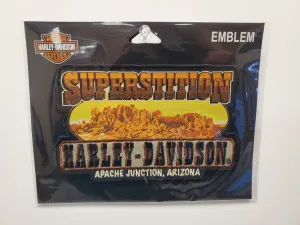 HARLEY-DAVIDSON
EMBLEM
SUPERSTITION
HARLEY-DAVIDSON®
APACHE JUNCTION, ARIZONA